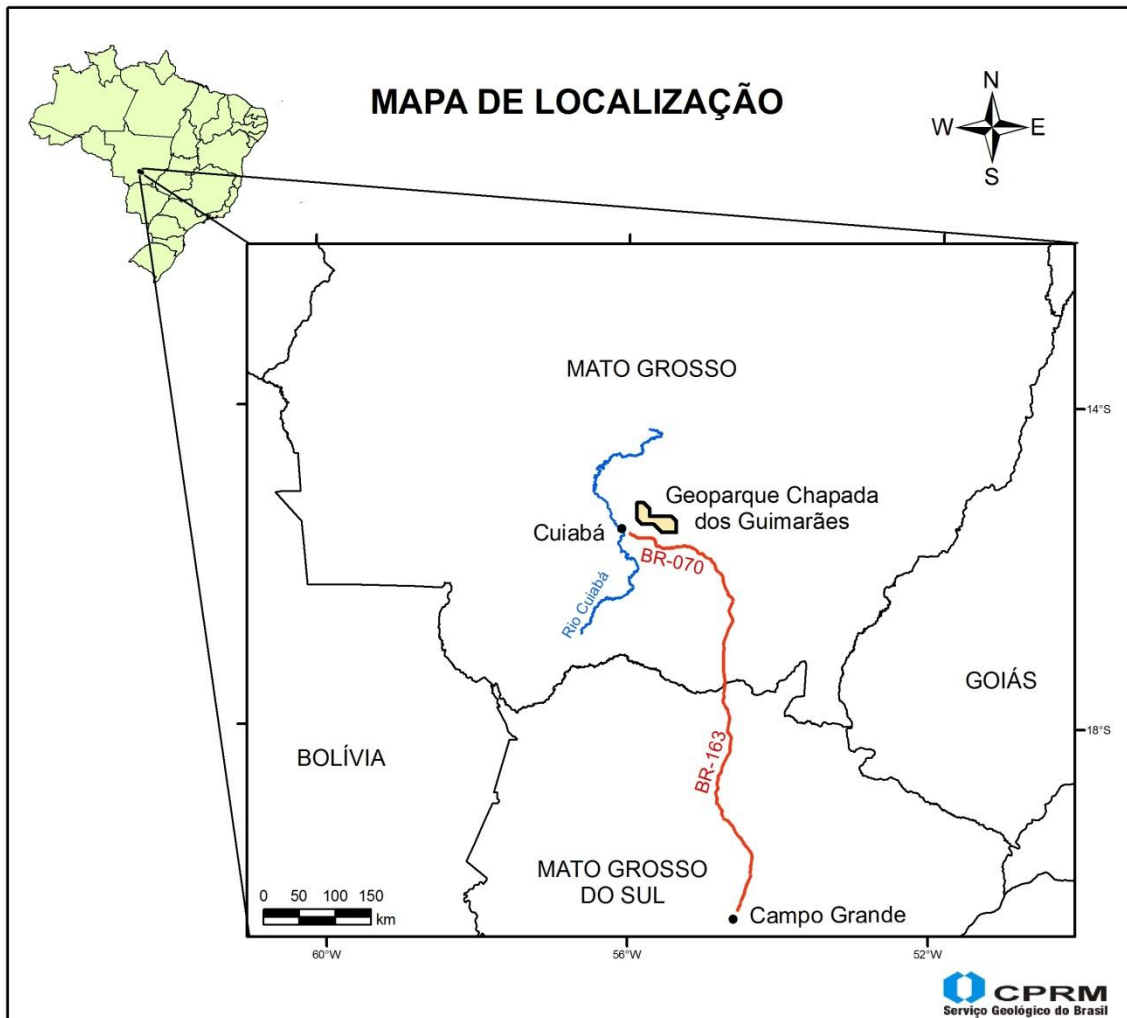 MAPA DE LOCALIZAÇÃO
N
W
E
S
MATO GROSSO
14°S
Geoparque Chapada
dos Guimarães
Cuiabá
BR-070
Rio Cuiabá
GOIÁS
18°S
BOLÍVIA
BR-163
MATO GROSSO
DO SUL
0 50 100 150
km
Campo Grande
60°W
56°W
52°W
CPRM
Serviço Geológico do Brasil